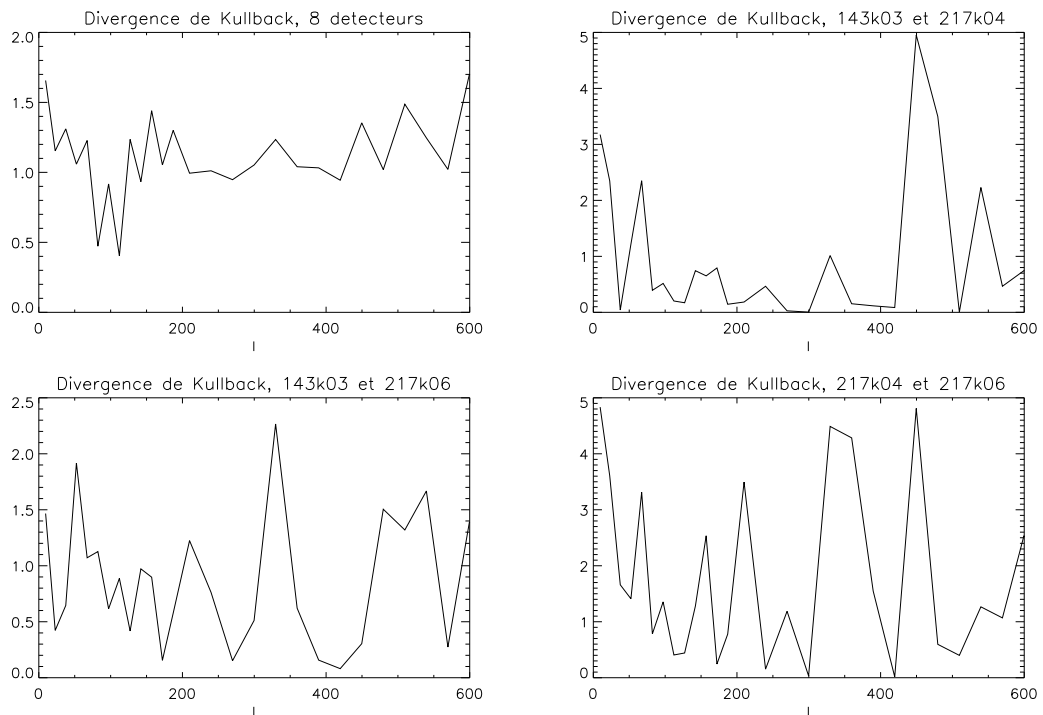 Divergence de Kullback, 8 detecteurs
2.0
1.5
1.0
0.5
0.0
0 200 400 600
l
Divergence de Kullback, 143k03 et 217k04
5
4
3
2
1
0
0 200 400 600
l
Divergence de Kullback, 143k03 et 217k06
2.5
2.0
1.5
1.0
0.5
0.0
0 200 400 600
l
Divergence de Kullback, 217k04 et 217k06
5
4
3
2
1
0
0 200 400 600
l